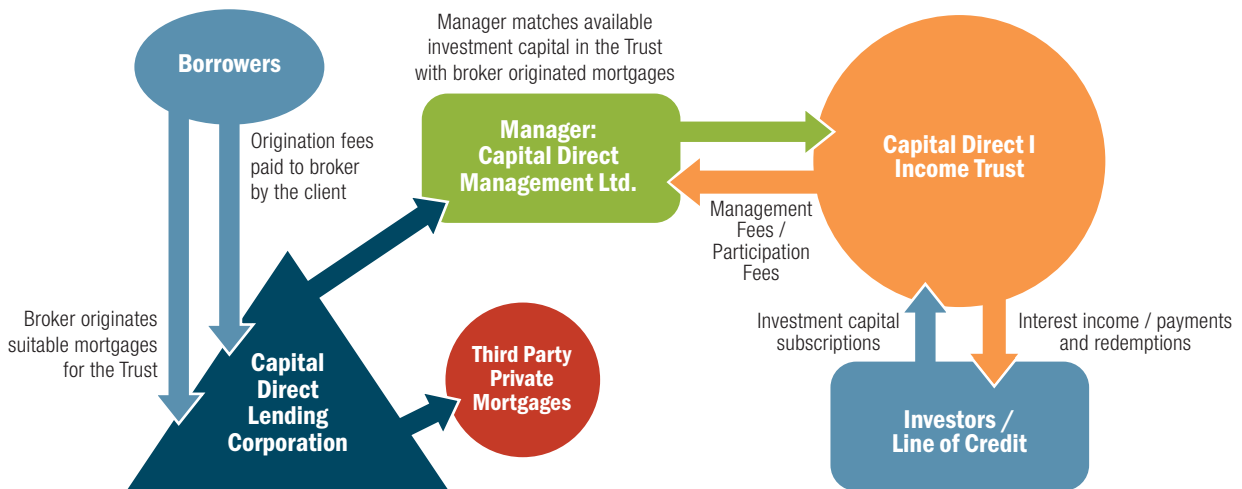 Borrowers
Manager matches available
investment capital in the Trust
with broker originated mortgages
Origination fees
paid to broker
by the client
Manager:
Capital Direct
Management Ltd.
Capital Direct I
Income Trust
Management
Fees /
Participation
Fees
Broker originates
suitable mortgages
for the Trust
Capital
Direct
Lending
Corporation
Third Party
Private
Mortgages
Investment capital
subscriptions
Interest income / payments
and redemptions
Investors /
Line of Credit